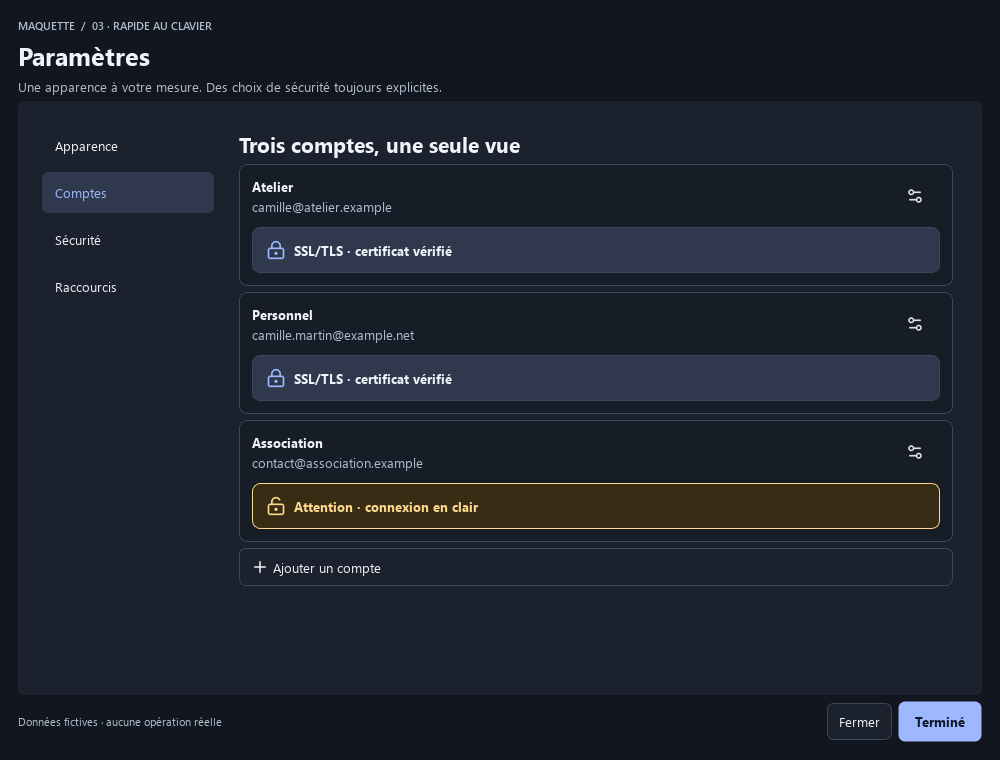 MAQUETTE / 03 · RAPIDE AU CLAVIER
Paramètres
Une apparence à votre mesure. Des choix de sécurité toujours explicites.
Apparence
Comptes
Sécurité
Raccourcis
Trois comptes, une seule vue
Atelier
camille@atelier.example
SSL/TLS · certificat vérifié
Personnel
camille.martin@example.net
SSL/TLS · certificat vérifié
Association
contact@association.example
Attention · connexion en clair
Ajouter un compte
Données fictives · aucune opération réelle
Fermer
Terminé